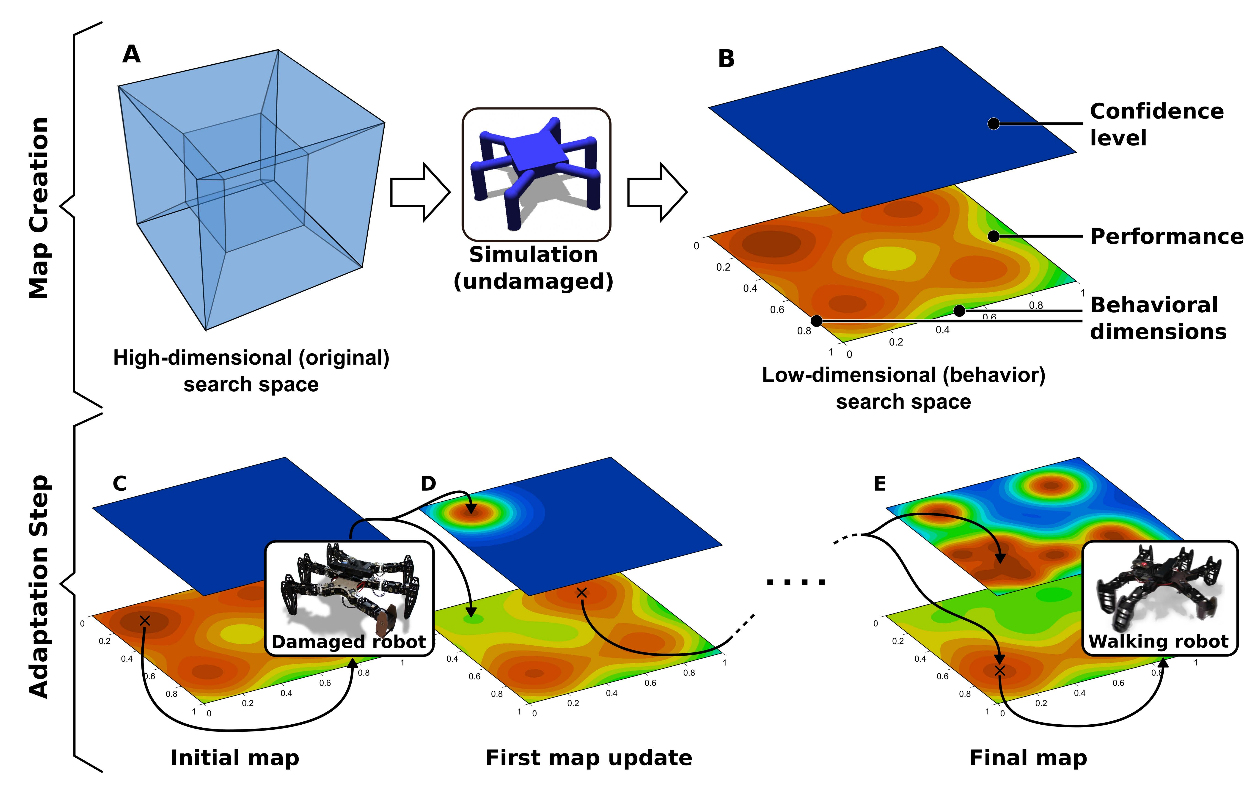 Map Creation
A
High-dimensional (original)
search space
Simulation
(undamaged)
B
Confidence
level
Performance
Behavioral
dimensions
0
0.2
0.4
0.6
0.8
1
0
0.2
0.4
0.6
0.8
1
Low-dimensional (behavior)
search space
Adaptation Step
C
0
0.2
0.4
0.6
0.8
1
0
0.2
0.4
0.6
0.8
1
Damaged robot
Initial map
D
0.4
0.6
0.8
1
0
0.2
0.4
0.6
0.8
1
First map update
E
0
0.2
0.4
0.6
0.8
1
0
0.2
0.4
0.6
0.8
1
Walking robot
Final map